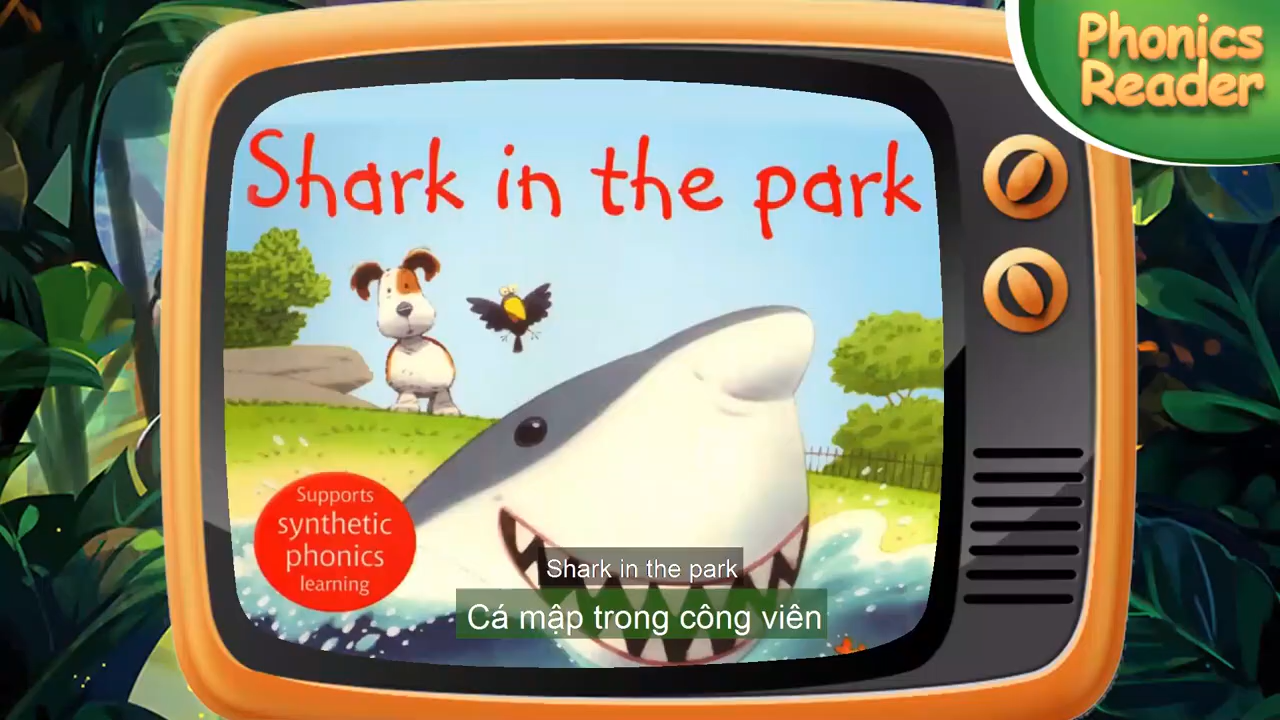 Phonics
Reader
Shark in the park
Supports
synthetic
phonics
learning
Shark in the park
Cá mập trong công viên